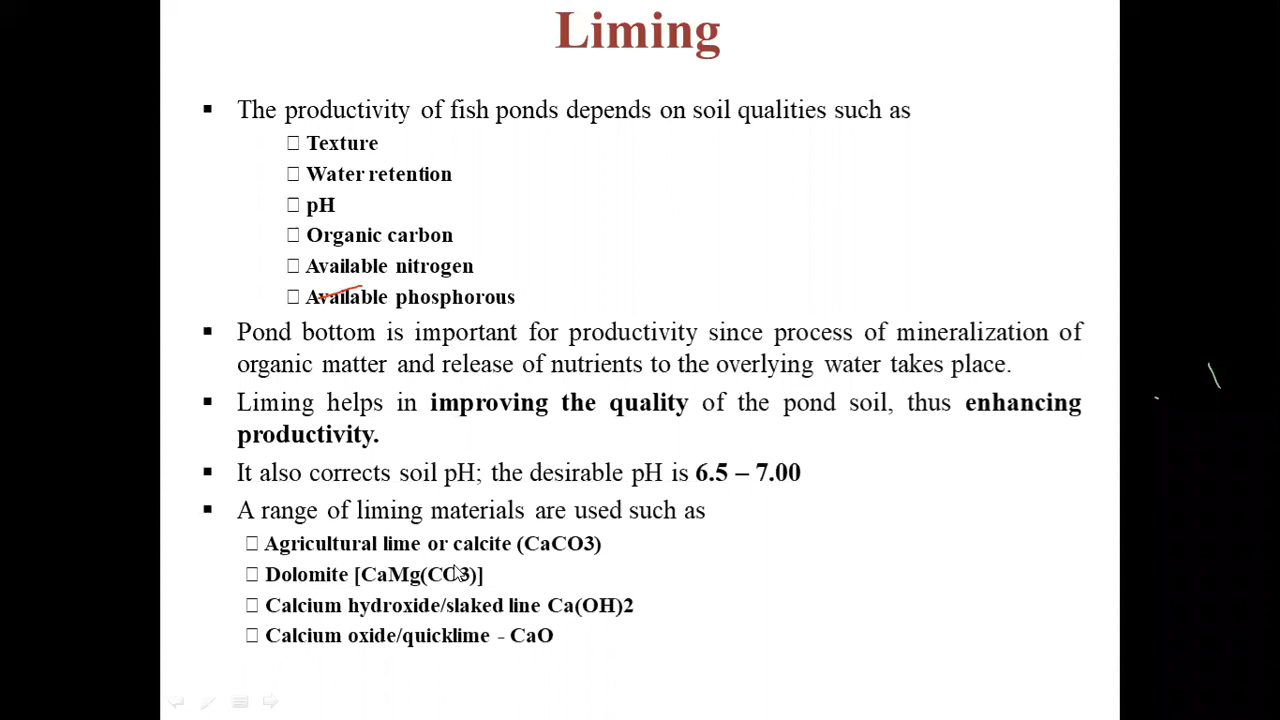 Liming
▪ The productivity of fish ponds depends on soil qualities such as
□ Texture
□ Water retention
□ pH
□ Organic carbon
□ Available nitrogen
□ Available phosphorous
▪ Pond bottom is important for productivity since process of mineralization of
organic matter and release of nutrients to the overlying water takes place.
▪ Liming helps in improving the quality of the pond soil, thus enhancing
productivity.
▪ It also corrects soil pH; the desirable pH is 6.5 – 7.00
▪ A range of liming materials are used such as
□ Agricultural lime or calcite (CaCO3)
□ Dolomite [CaMg(CO3)]
□ Calcium hydroxide/slaked line Ca(OH)2
□ Calcium oxide/quicklime - CaO